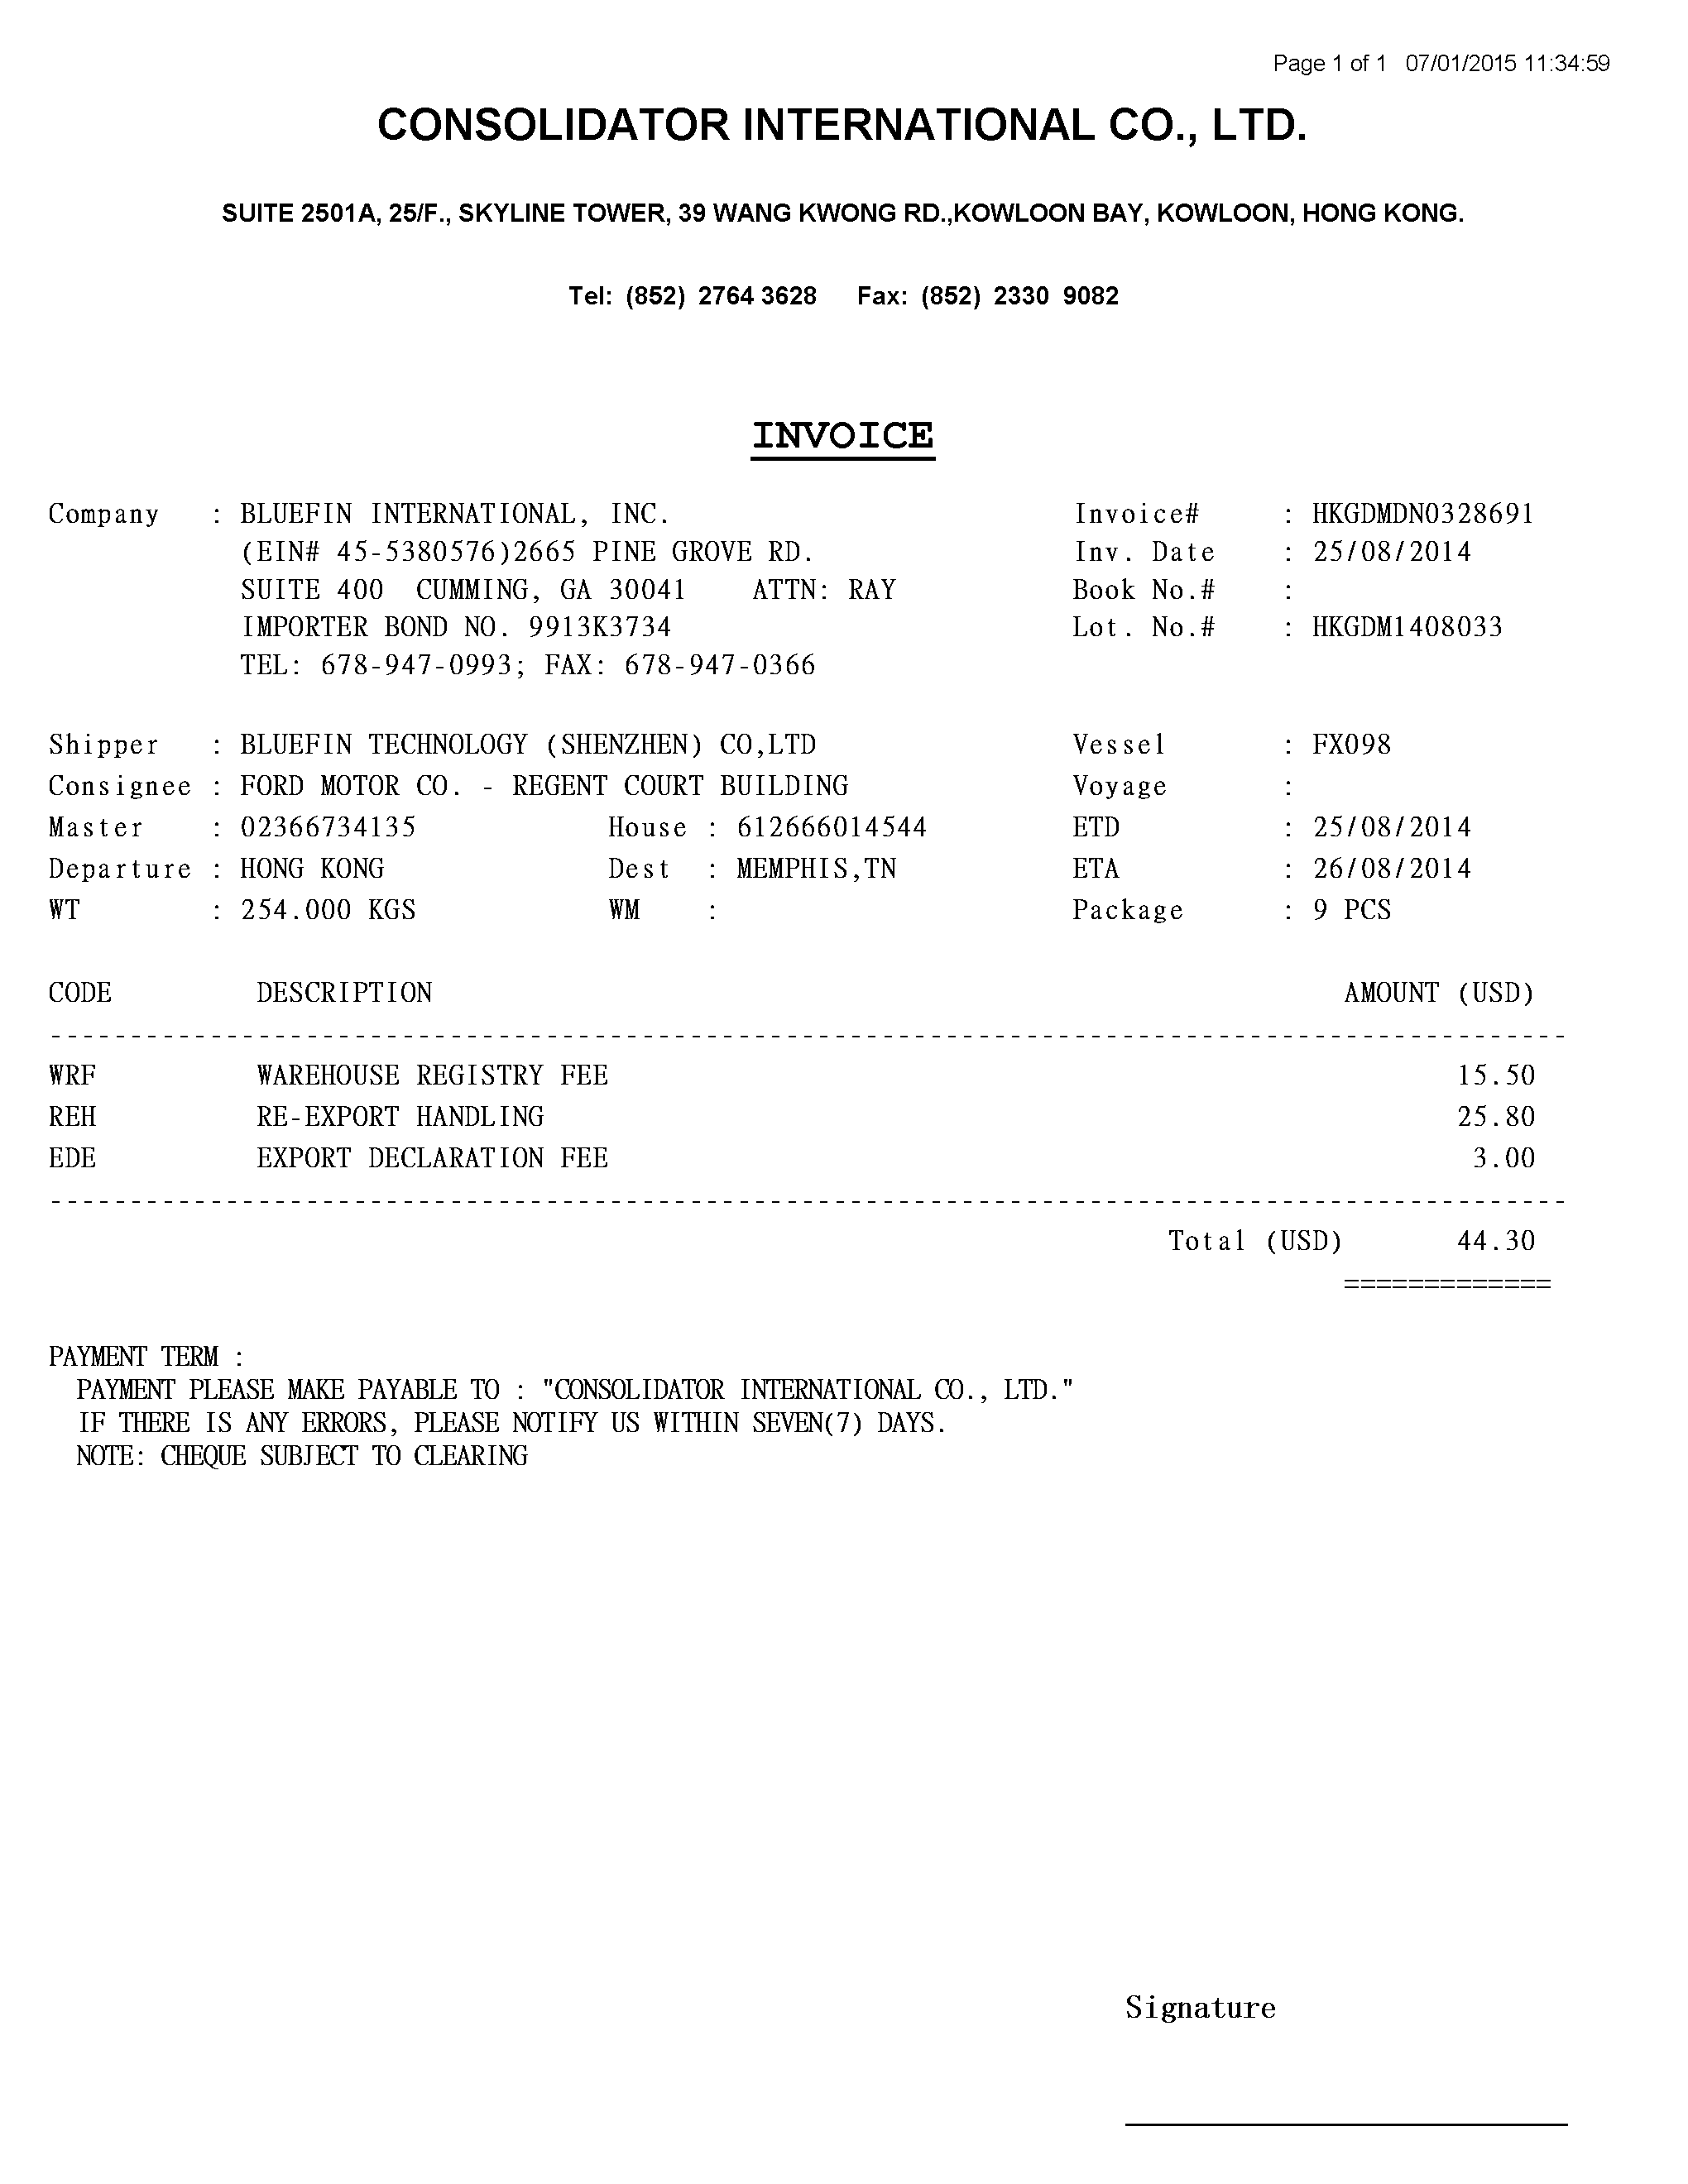 Page 1 of 1 07/01/2015 11:34:59
CONSOLIDATOR INTERNATIONAL CO., LTD.
SUITE 2501A, 25/F., SKYLINE TOWER, 39 WANG KWONG RD.,KOWLOON BAY, KOWLOON, HONG KONG.
Tel: (852) 2764 3628 Fax: (852) 2330 9082
INVOICE
Company : BLUEFIN INTERNATIONAL, INC. Invoice# : HKGDMDN0328691
(EIN# 45-5380576)2665 PINE GROVE RD. Inv. Date : 25/08/2014
SUITE 400 CUMMING, GA 30041 ATTN: RAY Book No.# :
IMPORTER BOND NO. 9913K3734 Lot. No.# : HKGDM1408033
TEL: 678-947-0993; FAX: 678-947-0366
Shipper : BLUEFIN TECHNOLOGY (SHENZHEN) CO,LTD Vessel : FX098
Consignee : FORD MOTOR CO. - REGENT COURT BUILDING Voyage :
Master : 02366734135 House : 612666014544 ETD : 25/08/2014
Departure : HONG KONG Dest : MEMPHIS,TN ETA : 26/08/2014
WT : 254.000 KGS WM : Package : 9 PCS
CODE DESCRIPTION AMOUNT (USD)
WRF WAREHOUSE REGISTRY FEE 15.50
REH RE-EXPORT HANDLING 25.80
EDE EXPORT DECLARATION FEE 3.00
Total (USD) 44.30
=============
PAYMENT TERM :
PAYMENT PLEASE MAKE PAYABLE TO : "CONSOLIDATOR INTERNATIONAL CO., LTD."
IF THERE IS ANY ERRORS, PLEASE NOTIFY US WITHIN SEVEN(7) DAYS.
NOTE: CHEQUE SUBJECT TO CLEARING
Signature